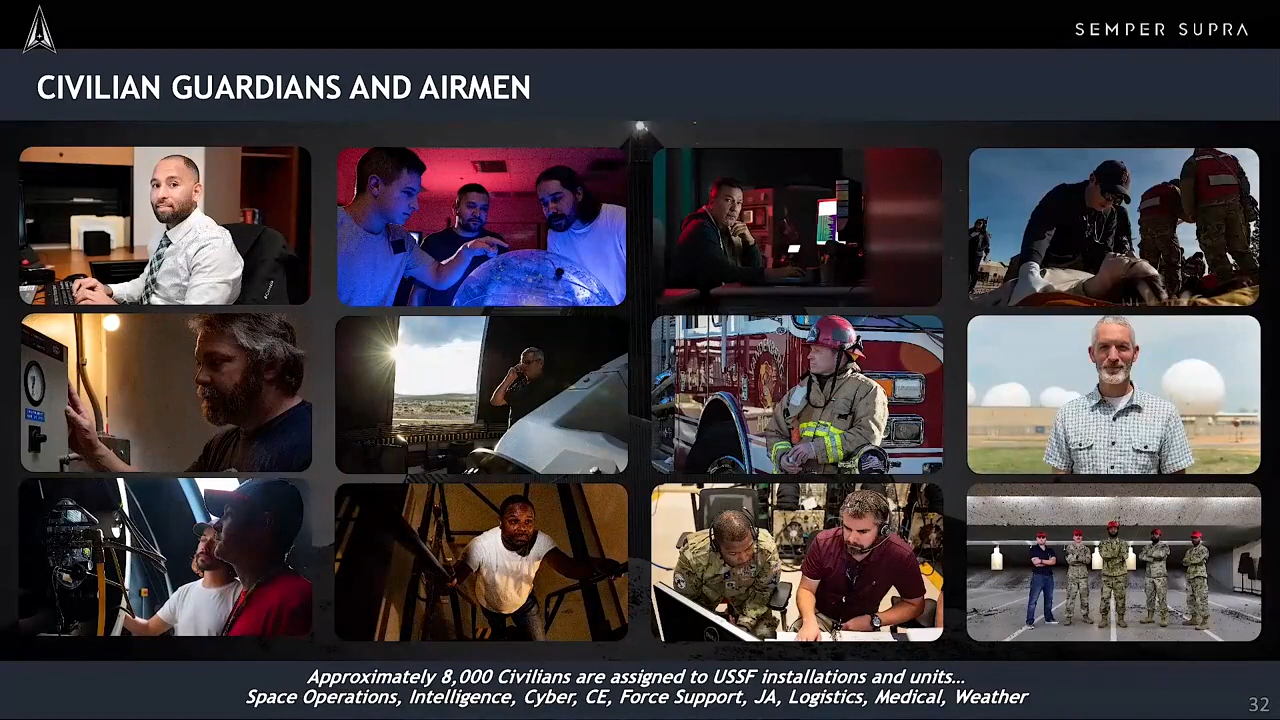 SEMPER SUPRA
CIVILIAN GUARDIANS AND AIRMEN
Approximately 8,000 Civilians are assigned to USSF installations and units…
Space Operations, Intelligence, Cyber, CE, Force Support, JA, Logistics, Medical, Weather
32